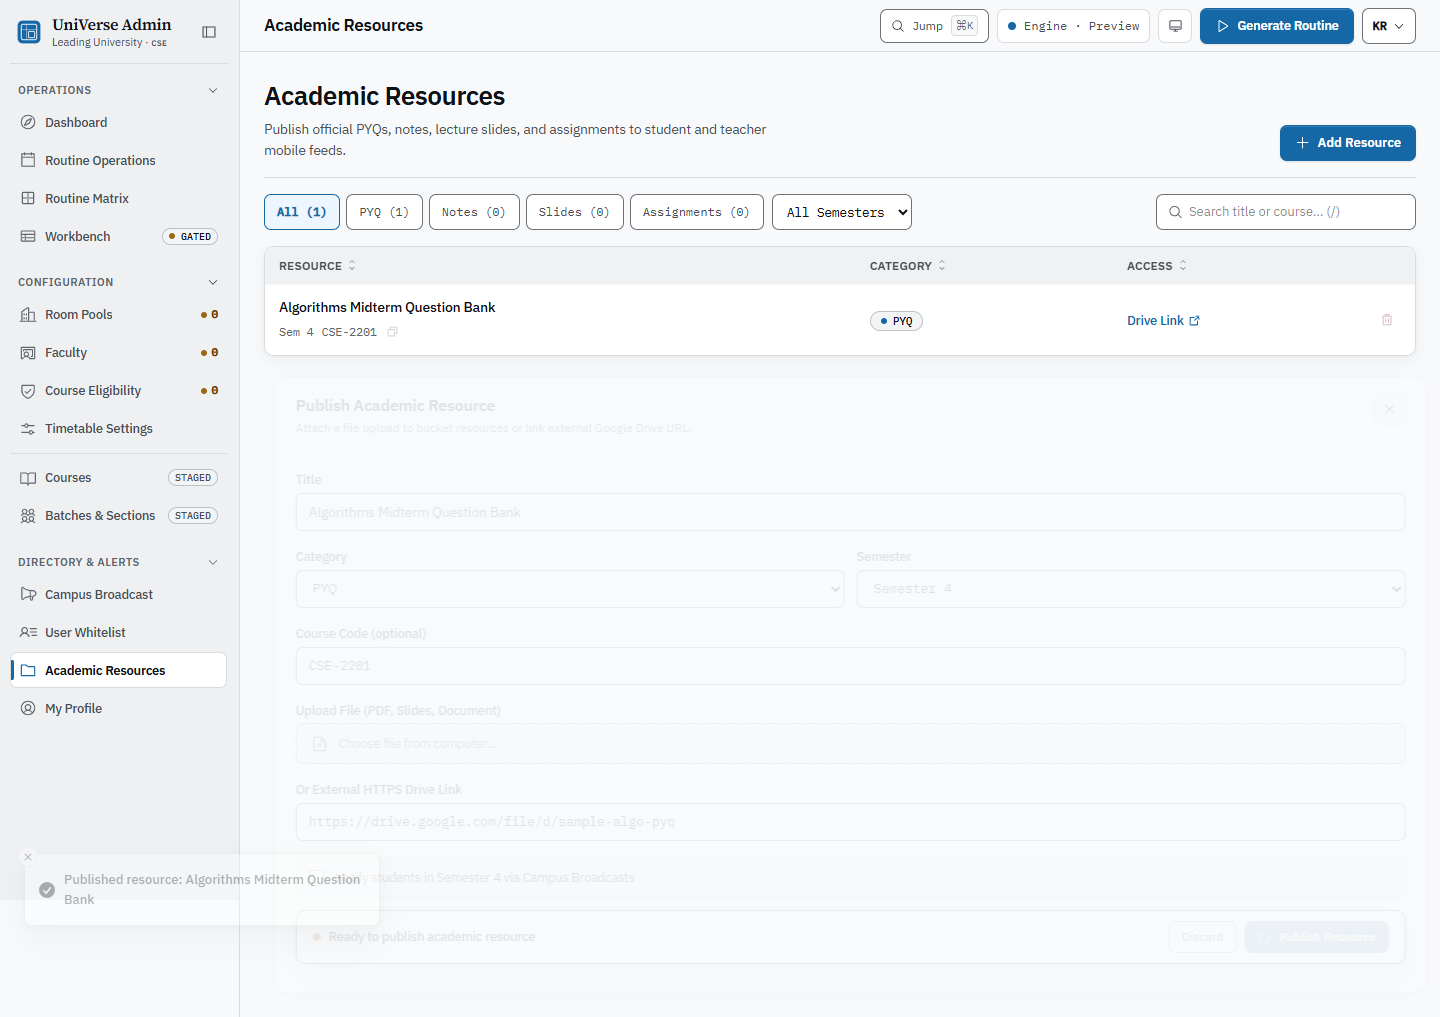 UniVerse Admin
Leading University · CSE
OPERATIONS
Dashboard
Routine Operations
Routine Matrix
Workbench
GATED
CONFIGURATION
Room Pools
0
Faculty
0
Course Eligibility
0
Timetable Settings
Courses
STAGED
Batches & Sections
STAGED
DIRECTORY & ALERTS
Campus Broadcast
User Whitelist
Academic Resources
My Profile
Academic Resources
Jump ⌘K
Engine · Preview
Generate Routine
KR
Academic Resources
Publish official PYQs, notes, lecture slides, and assignments to student and teacher
mobile feeds.
Add Resource
All (1)
PYQ (1)
Notes (0)
Slides (0)
Assignments (0)
All Semesters
Search title or course... (/)
RESOURCE
CATEGORY
ACCESS
Algorithms Midterm Question Bank
Sem 4 CSE-2201
PYQ
Drive Link
Publish Academic Resource
Attach a file upload to bucket resources or link external Google Drive URL.
Title
Algorithms Midterm Question Bank
Category
Semester
PYQ
Semester 4
Course Code (optional)
CSE-2201
Upload File (PDF, Slides, Document)
Choose file from computer...
Or External HTTPS Drive Link
https://drive.google.com/file/d/sample-algo-pyq
students in Semester 4 via Campus Broadcasts
Published resource: Algorithms Midterm Question
Bank
Ready to publish academic resource
Discard
Publish Resource